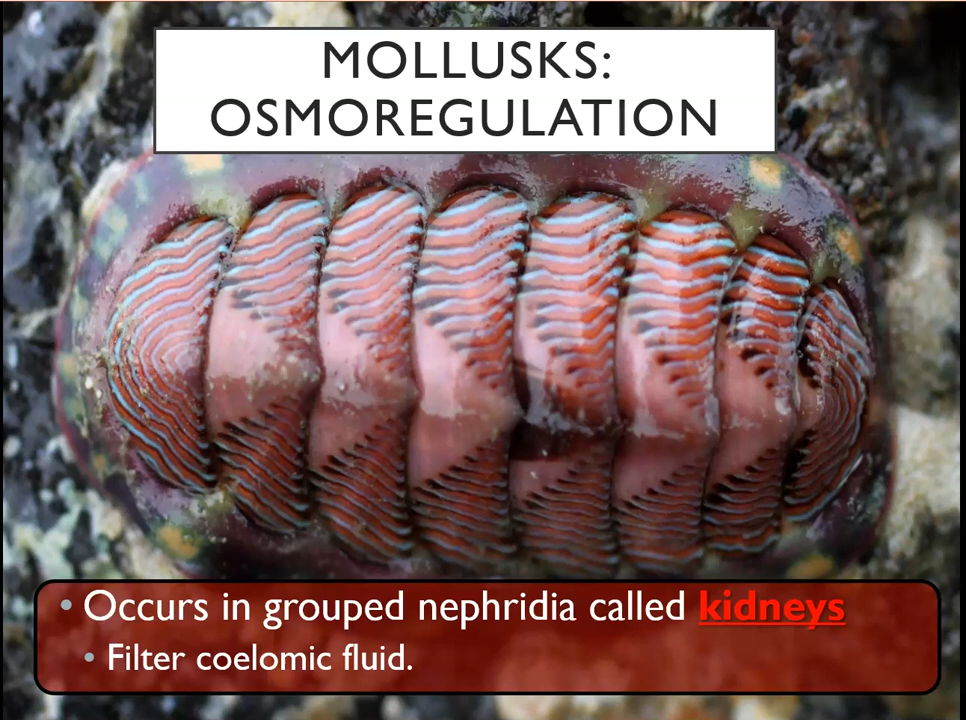 MOLLUSKS:
OSMOREGULATION
• Occurs in grouped nephridia called kidneys
• Filter coelomic fluid.